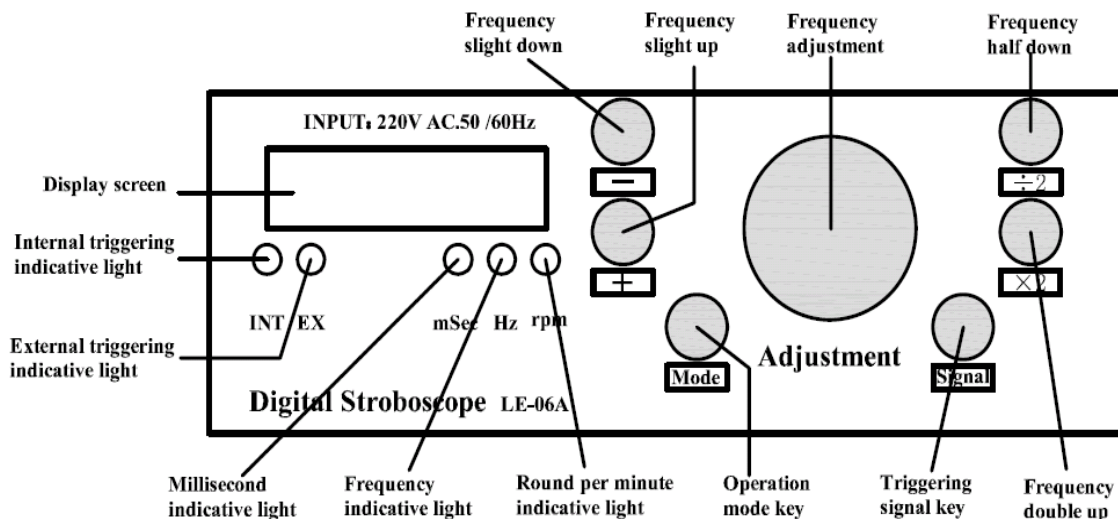 Frequency
slight down
Frequency
slight up
Frequency
adjustment
Frequency
half down
INPUT: 220V AC.50 /60Hz
Display screen
−
÷2
Internal triggering
indicative light
+
×2
INT EX
mSec Hz rpm
External triggering
indicative light
Adjustment
Mode
Signal
Digital Stroboscope LE-06A
Millisecond
indicative light
Frequency
indicative light
Round per minute
indicative light
Operation
mode key
Triggering
signal key
Frequency
double up